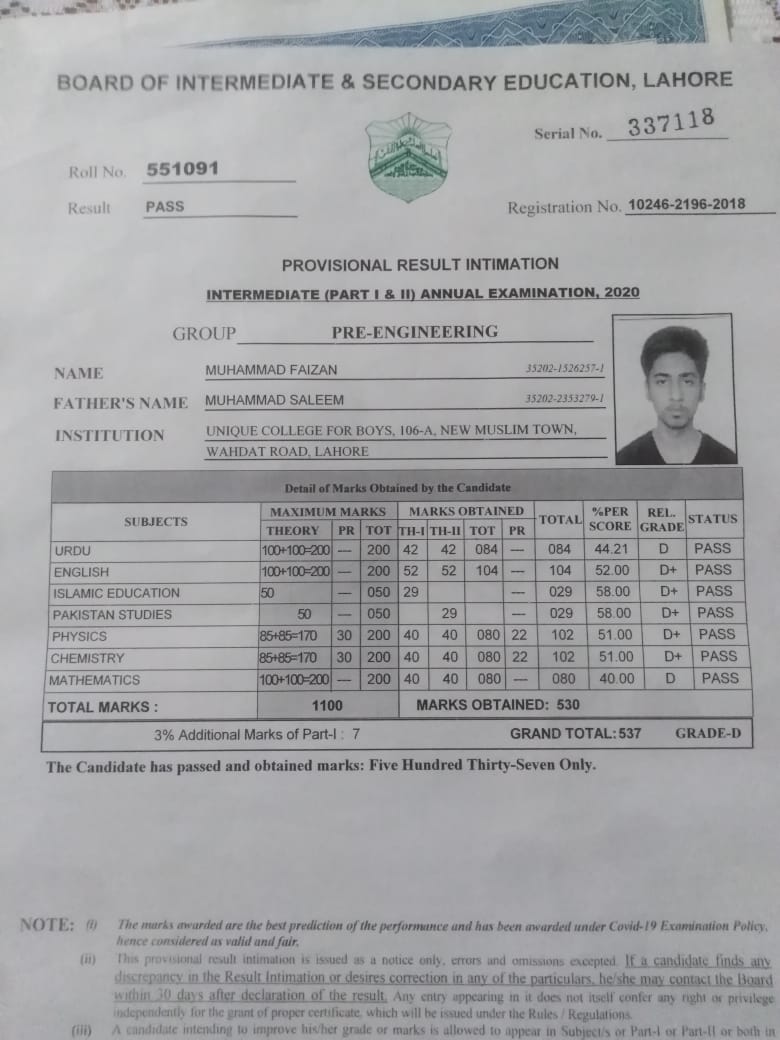 BOARD OF INTERMEDIATE & SECONDARY EDUCATION, LAHORE
Serial No. 337118
Roll No. 551091
Result PASS
Registration No. 10246-2196-2018
PROVISIONAL RESULT INTIMATION
INTERMEDIATE (PART I & II) ANNUAL EXAMINATION, 2020
GROUP PRE-ENGINEERING
NAME MUHAMMAD FAIZAN 35202-1526257-1
FATHER'S NAME MUHAMMAD SALEEM 35202-2353279-1
INSTITUTION UNIQUE COLLEGE FOR BOYS, 106-A, NEW MUSLIM TOWN,
WAHDAT ROAD, LAHORE
Detail of Marks Obtained by the Candidate
SUBJECTS MAXIMUM MARKS MARKS OBTAINED TOTAL %PER SCORE REL. GRADE STATUS
THEORY PR TOT TH-I TH-II TOT PR
URDU 100+100=200 --- 200 42 42 084 --- 084 44.21 D PASS
ENGLISH 100+100=200 --- 200 52 52 104 --- 104 52.00 D+ PASS
ISLAMIC EDUCATION 50 --- 050 29 --- 029 58.00 D+ PASS
PAKISTAN STUDIES 50 --- 050 29 --- 029 58.00 D+ PASS
PHYSICS 85+85=170 30 200 40 40 080 22 102 51.00 D+ PASS
CHEMISTRY 85+85=170 30 200 40 40 080 22 102 51.00 D+ PASS
MATHEMATICS 100+100=200 --- 200 40 40 080 --- 080 40.00 D PASS
TOTAL MARKS : 1100 MARKS OBTAINED: 530
3% Additional Marks of Part-I : 7 GRAND TOTAL: 537 GRADE-D
The Candidate has passed and obtained marks: Five Hundred Thirty-Seven Only.
NOTE: (i) The marks awarded are the best prediction of the performance and has been awarded under Covid-19 Examination Policy,
hence considered as valid and fair.
(ii) This provisional result intimation is issued as a notice only, errors and omissions excepted. If a candidate finds any
discrepancy in the Result Intimation or desires correction in any of the particulars, he/she may contact the Board
within 30 days after declaration of the result. Any entry appearing in it does not itself confer any right or privilege
independently for the grant of proper certificate, which will be issued under the Rules / Regulations.
(iii) A candidate intending to improve his/her grade or marks is allowed to appear in Subject/s or Part-I or Part-II or both in